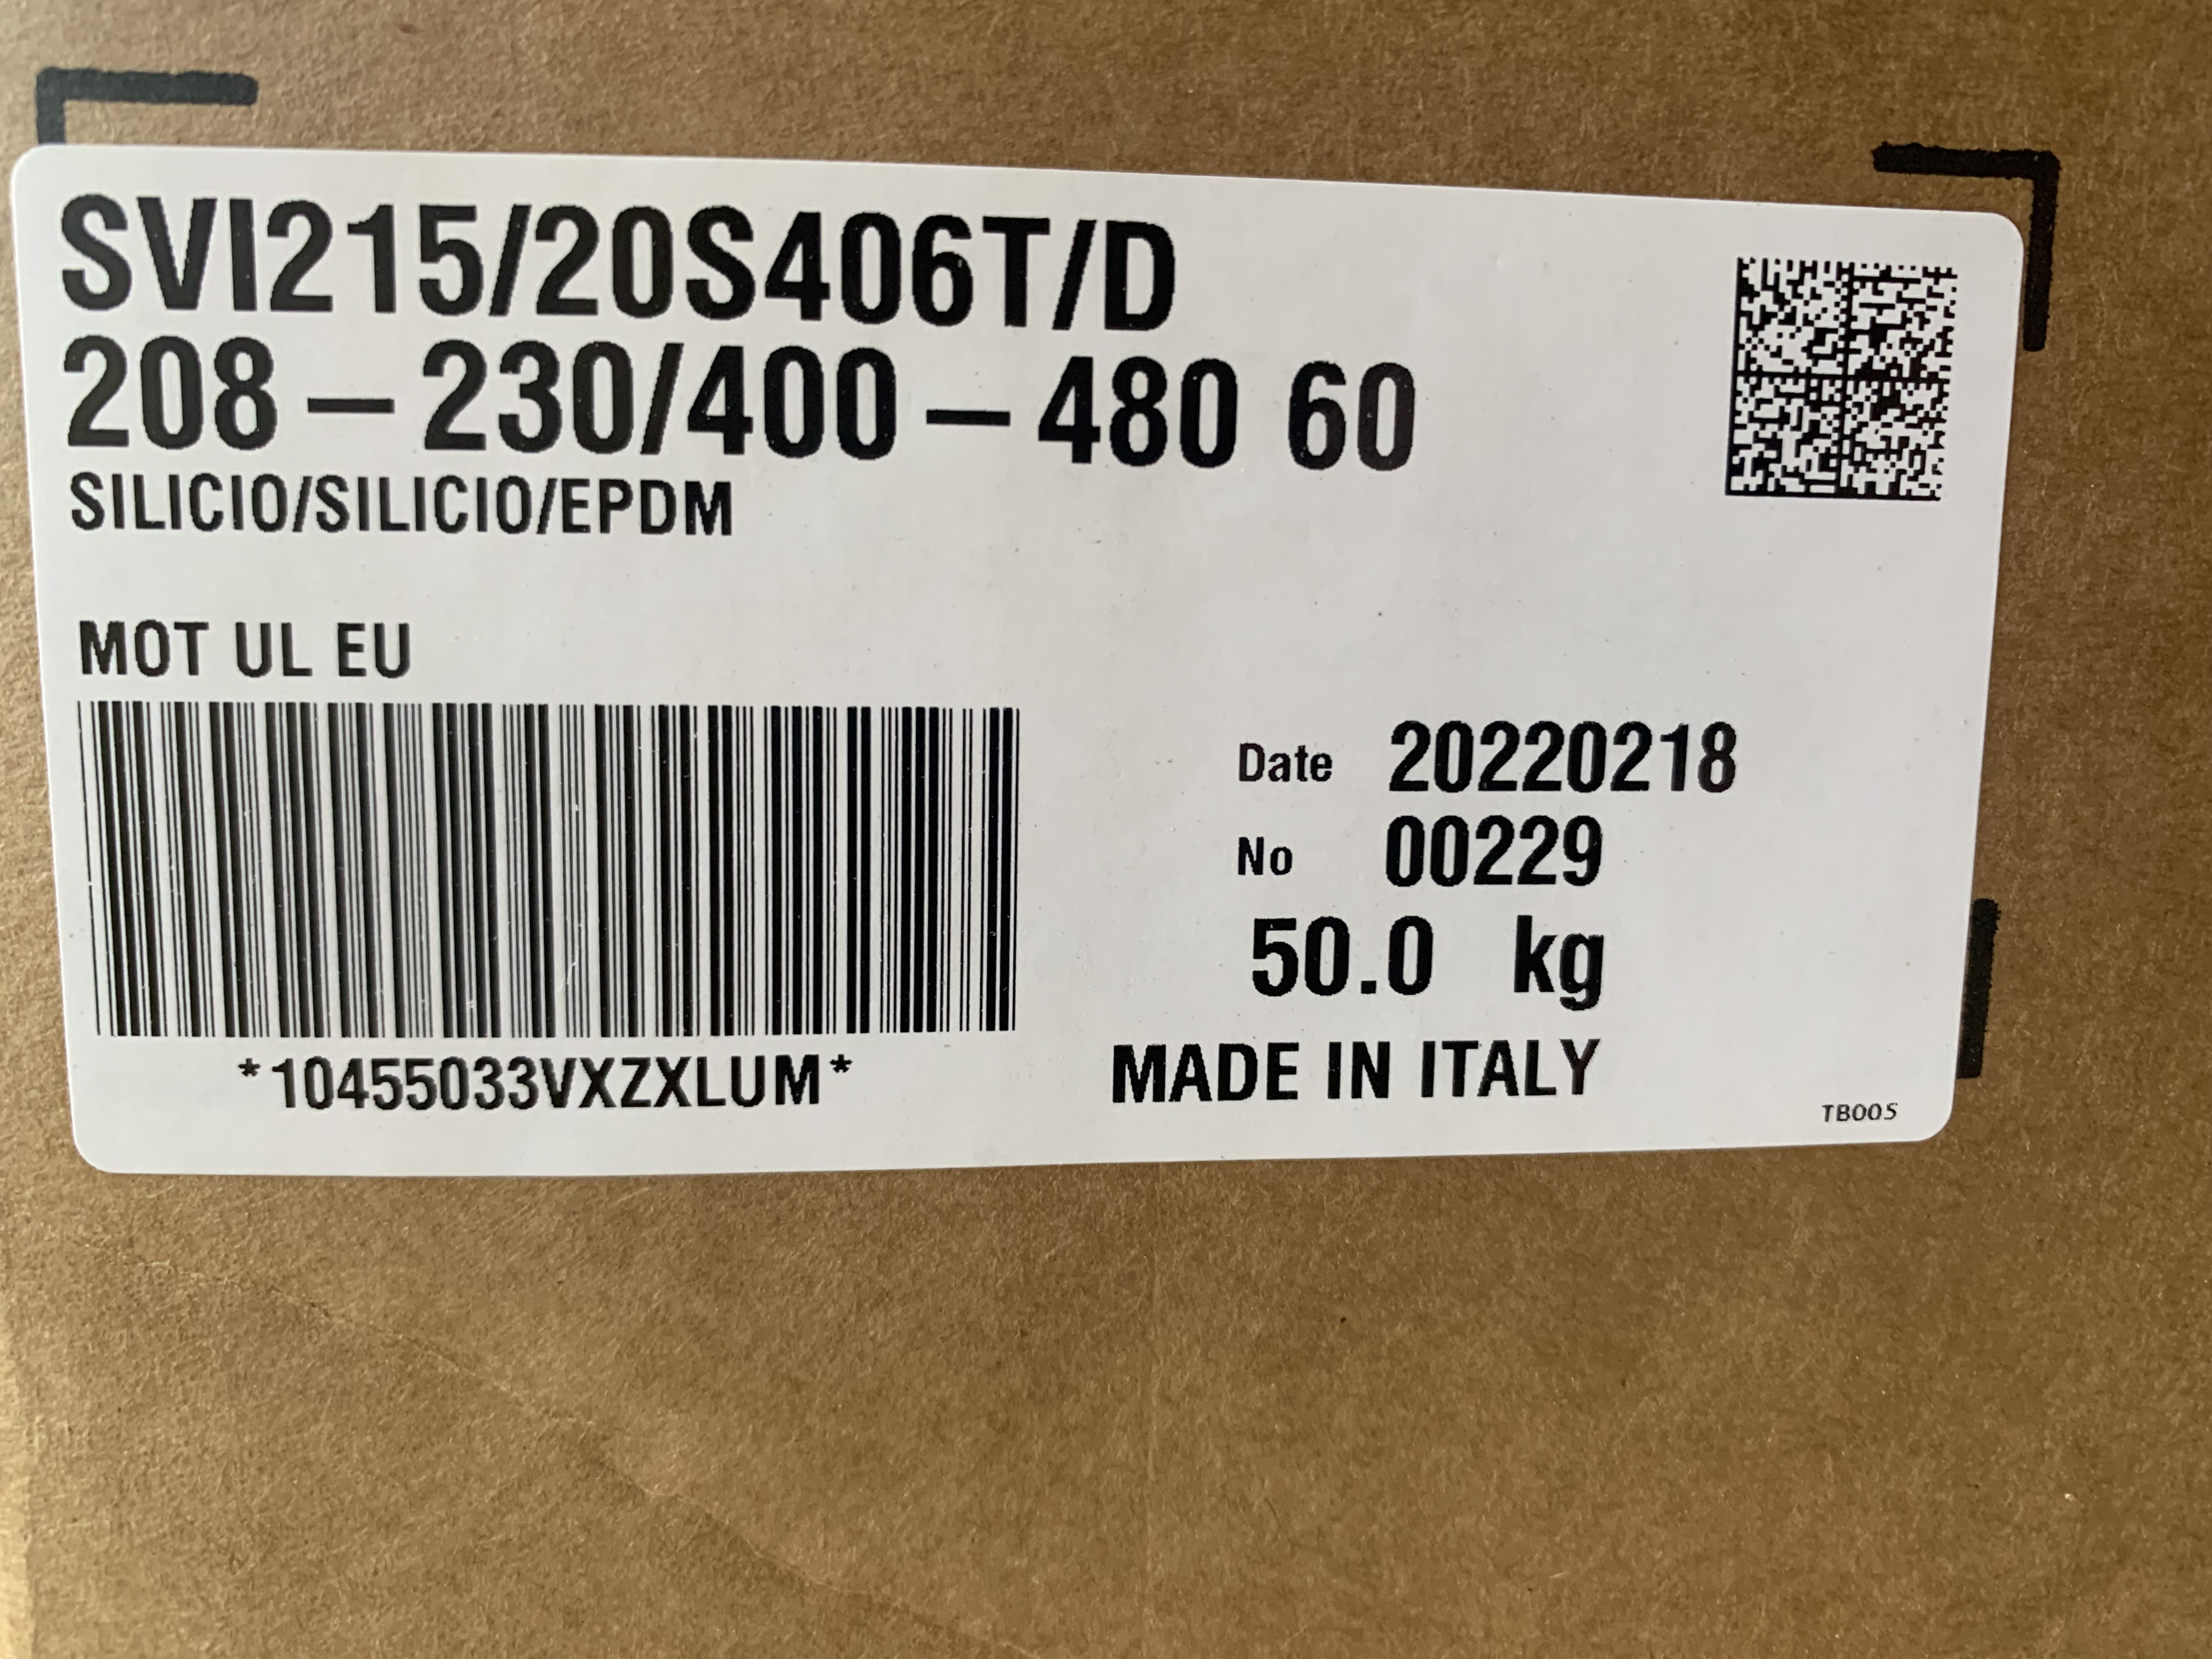 SVI215/20S406T/D
208 – 230/400 – 480 60
SILICIO/SILICIO/EPDM
MOT UL EU
*10455033VXZXLUM*
Date 20220218
No 00229
50.0 kg
MADE IN ITALY
TB005